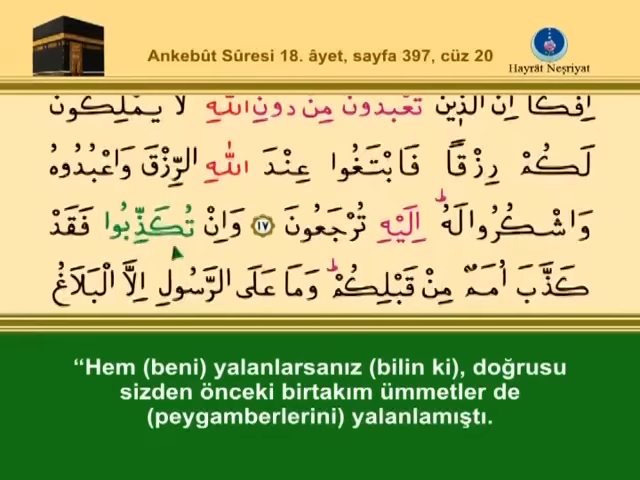 Ankebût Sûresi 18. âyet, sayfa 397, cüz 20
Hayrât Neşriyat
اِفْكًا اِنَّ الَّذ۪ينَ تَعْبُدُونَ مِنْ دُونِ اللّٰهِ لَا يَمْلِكُونَ
لَكُمْ رِزْقًا فَابْتَغُوا عِنْدَ اللّٰهِ الرِّزْقَ وَاعْبُدُوهُ
وَاشْكُرُوا لَهُ ۜ اِلَيْهِ تُرْجَعُونَ ﴿١٧﴾ وَاِنْ تُكَذِّبُوا فَقَدْ
كَذَّبَ اُمَمٌ مِنْ قَبْلِكُمْ ۜ وَمَا عَلَى الرَّسُولِ اِلَّا الْبَلَاغُ
“Hem (beni) yalanlarsanız (bilin ki), doğrusu
sizden önceki birtakım ümmetler de
(peygamberlerini) yalanlamıştı.